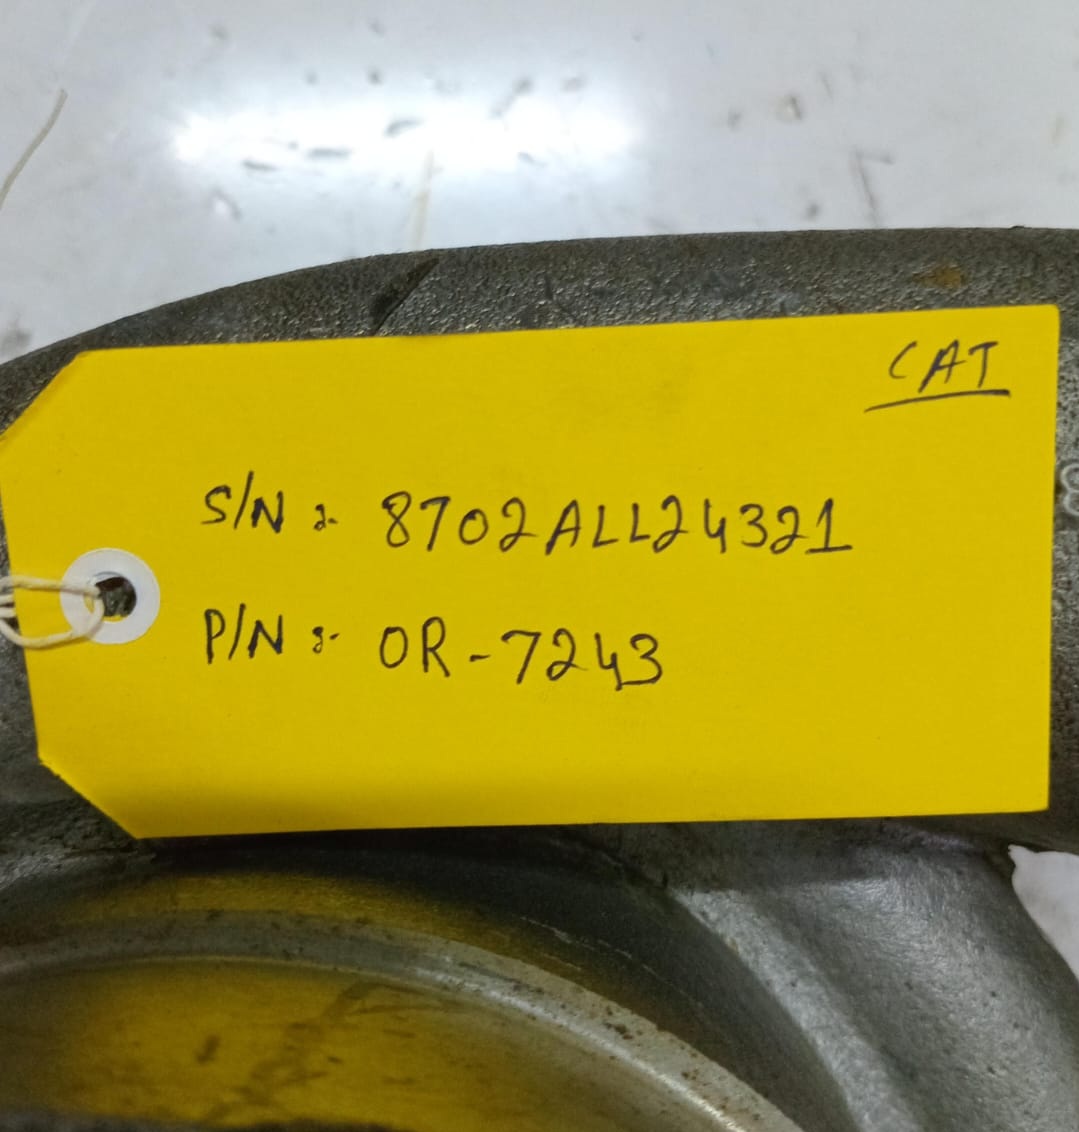 CAT
S/N :- 8702ALL24321
P/N :- OR-7243